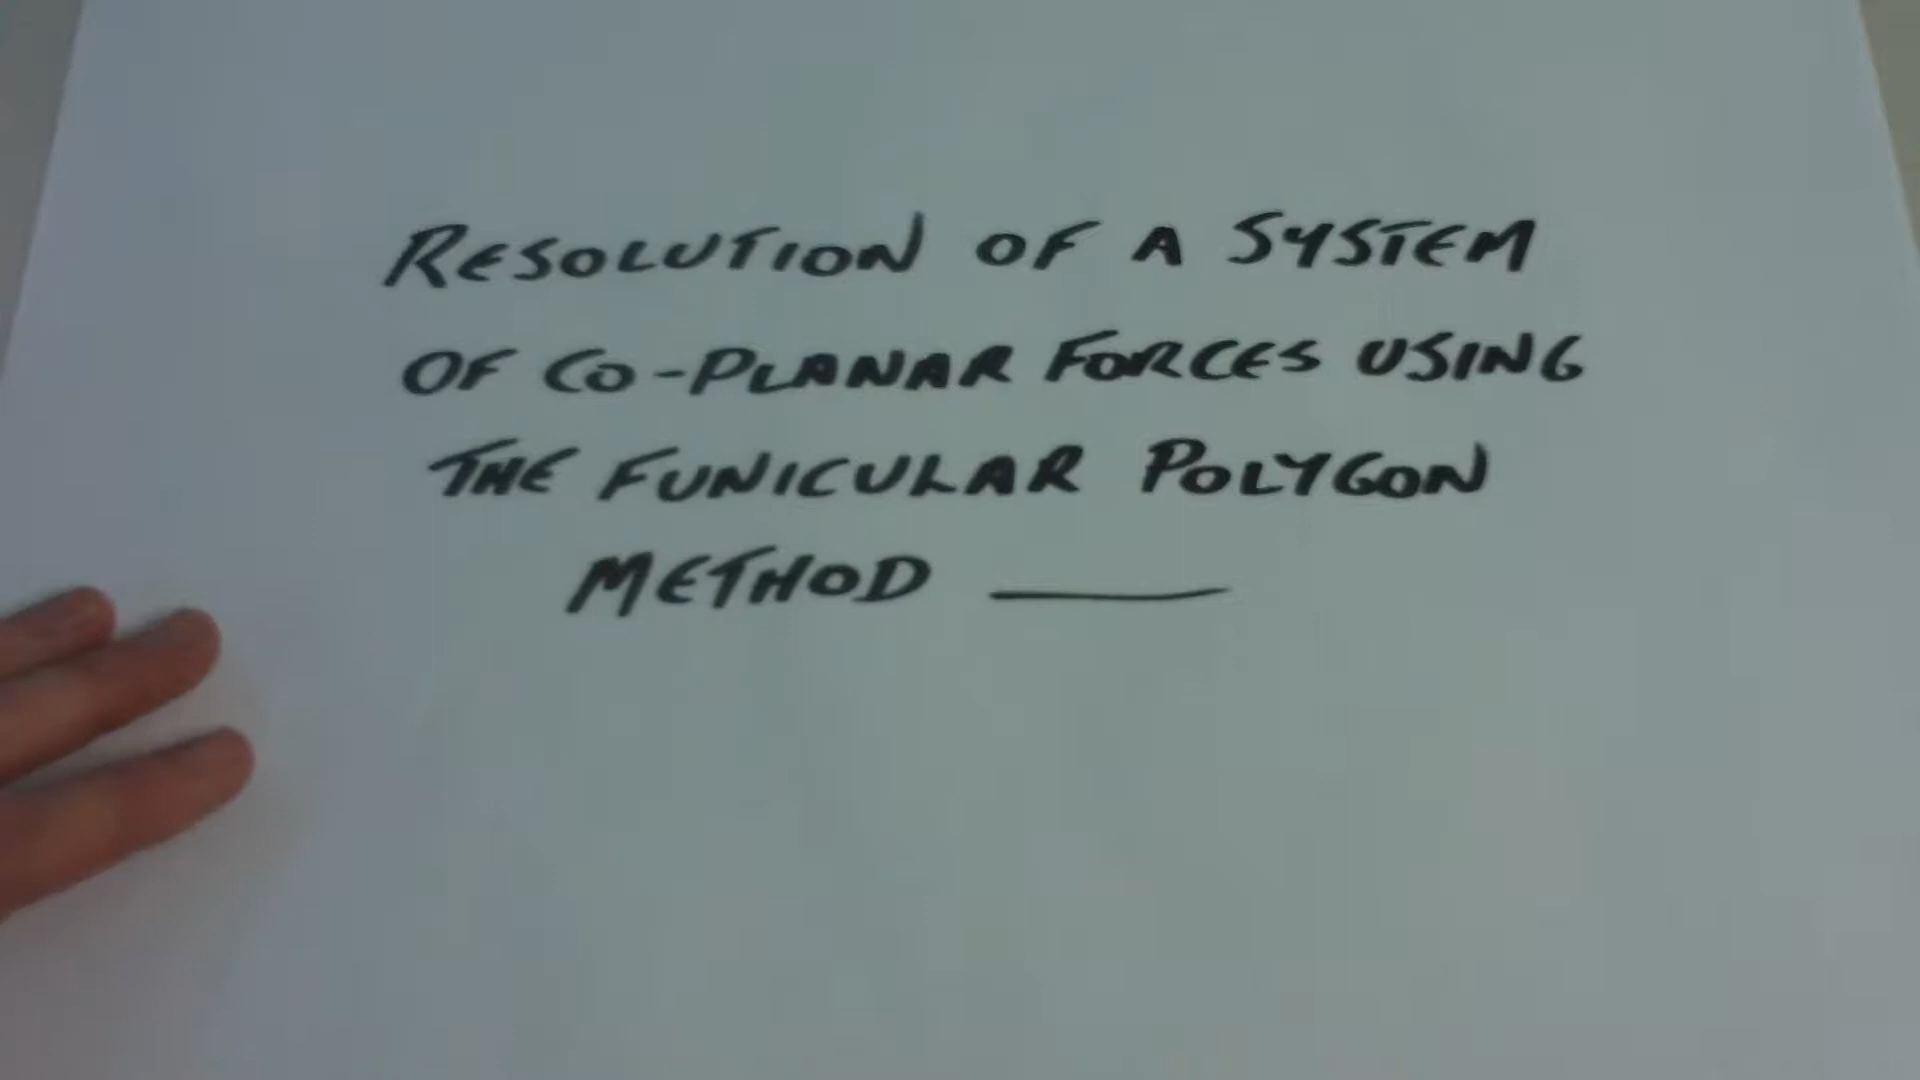 RESOLUTION OF A SYSTEM
OF CO-PLANAR FORCES USING
THE FUNICULAR POLYGON
METHOD